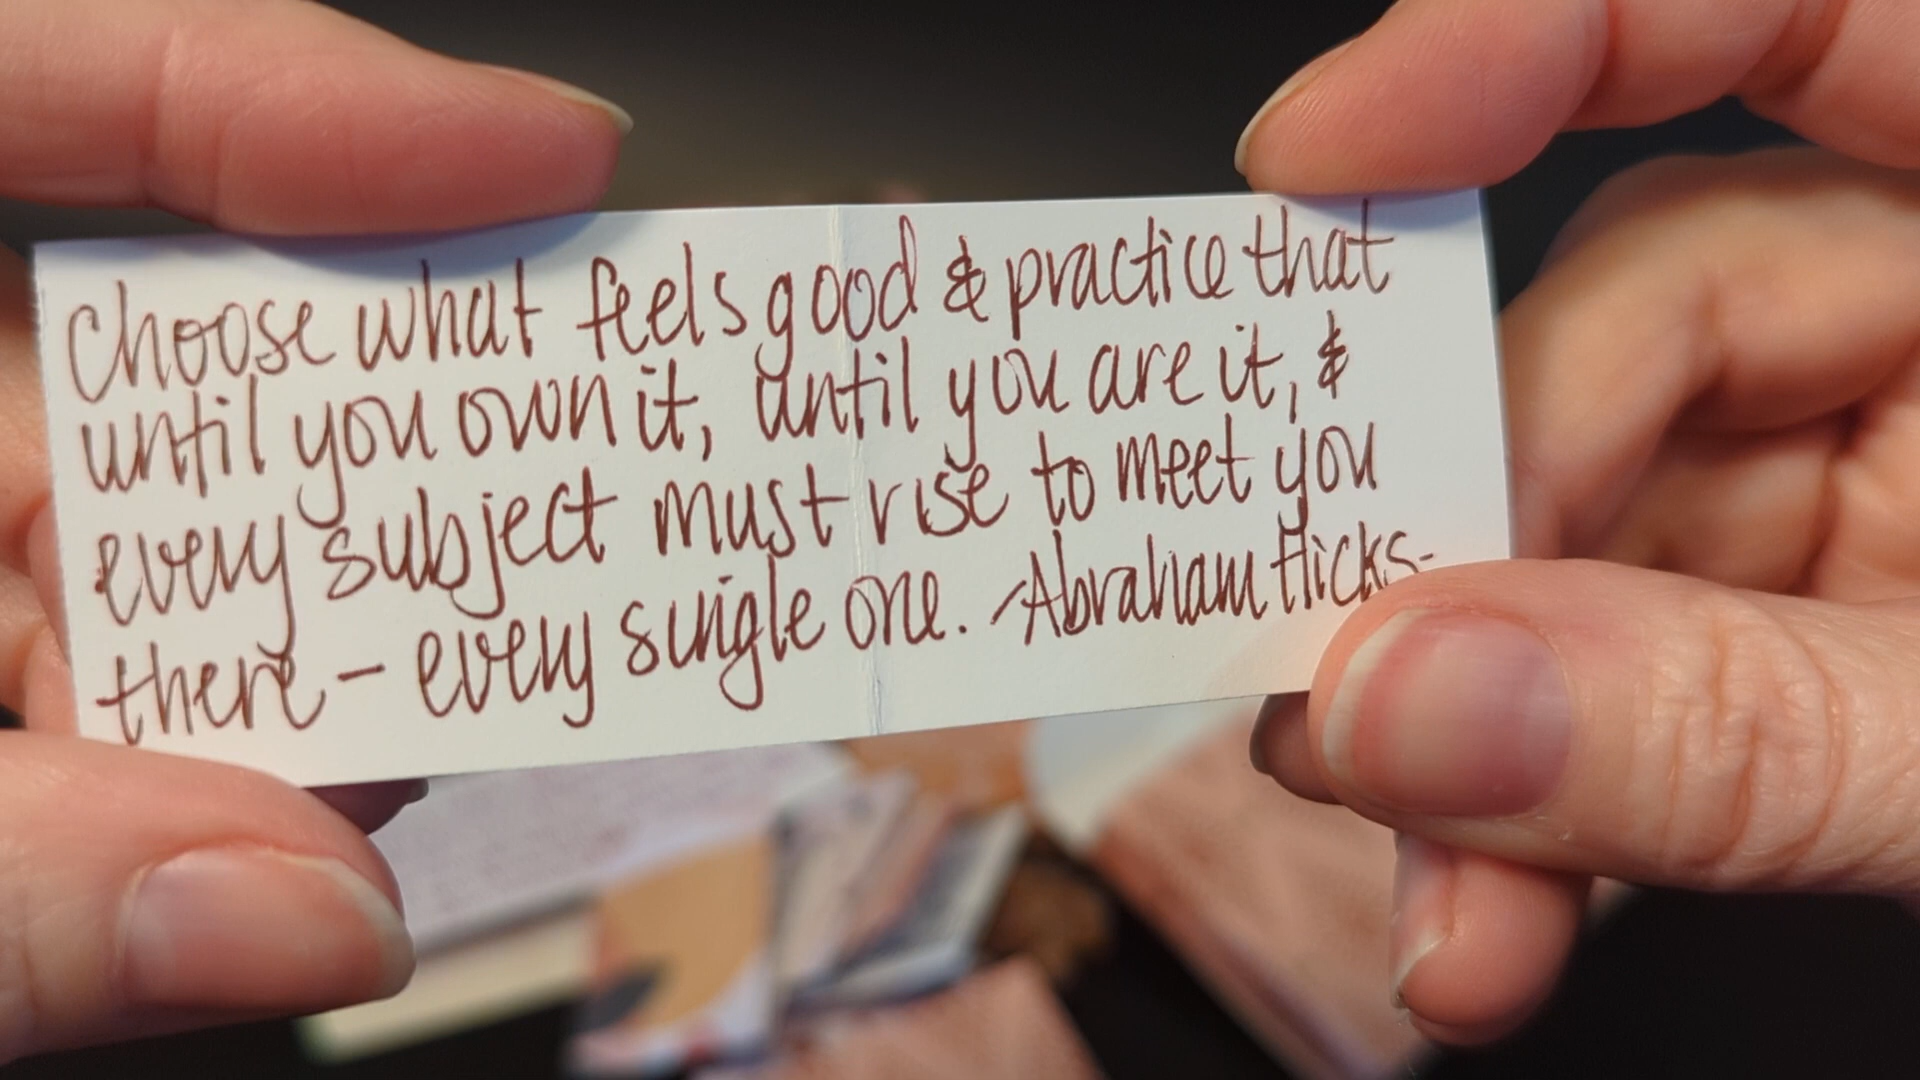 Choose what feels good & practice that
until you own it, until you are it, &
every subject must rise to meet you
there - every single one. -Abraham Hicks-